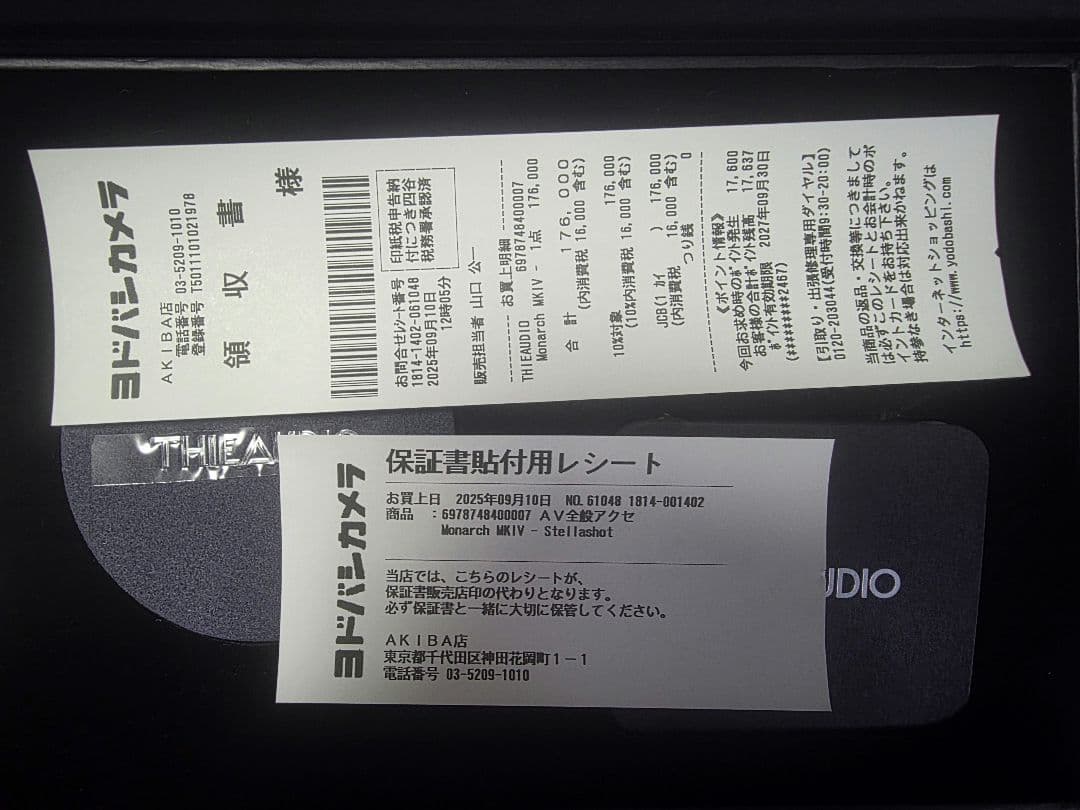 ヨドバシカメラ
AKIBA店
電話番号 03-5209-1010
登録番号 T5011101021978
領 収 書
様
お問合せシート番号
1814-1402-061048
2025年09月10日
12時05分
印紙税申告納
付につき四谷
税務署承認済
販売担当者 山口 公一
お買上明細
THIEAUDIO 6978748400007
Monarch MKIV - 1点 176,000
合 計 176,000
(内消費税 16,000 含む)
10%対象 176,000
(10%内消費税 16,000 含む)
JCB(1カイ ) 176,000
(内消費税 16,000 含む)
つり銭 0
《ポイント情報》
今回お求め時のポイント発生 17,600
お客様の合計ポイント残高 17,637
ポイント有効期限 2027年09月30日
(********2467)
【引取り・出張修理専用ダイヤル】
0120-203044(受付時間9:30-20:00)
当商品の返品・交換等につきまして
は必ずこのレシートとお会計時のポ
イントカードをお持ち下さい。
持参なき場合は対応出来かねます。
インターネットショッピングは
https://www.yodobashi.com
THIEAUDIO
ヨドバシカメラ
保証書貼付用レシート
お買上日 2025年09月10日 NO.61048 1814-001402
商品 :6978748400007 AV全般アクセ
Monarch MKIV - Stellashot
当店では、こちらのレシートが、
保証書販売店印の代わりとなります。
必ず保証書と一緒に大切に保管してください。
AKIBA店
東京都千代田区神田花岡町1-1
電話番号 03-5209-1010
UDIO